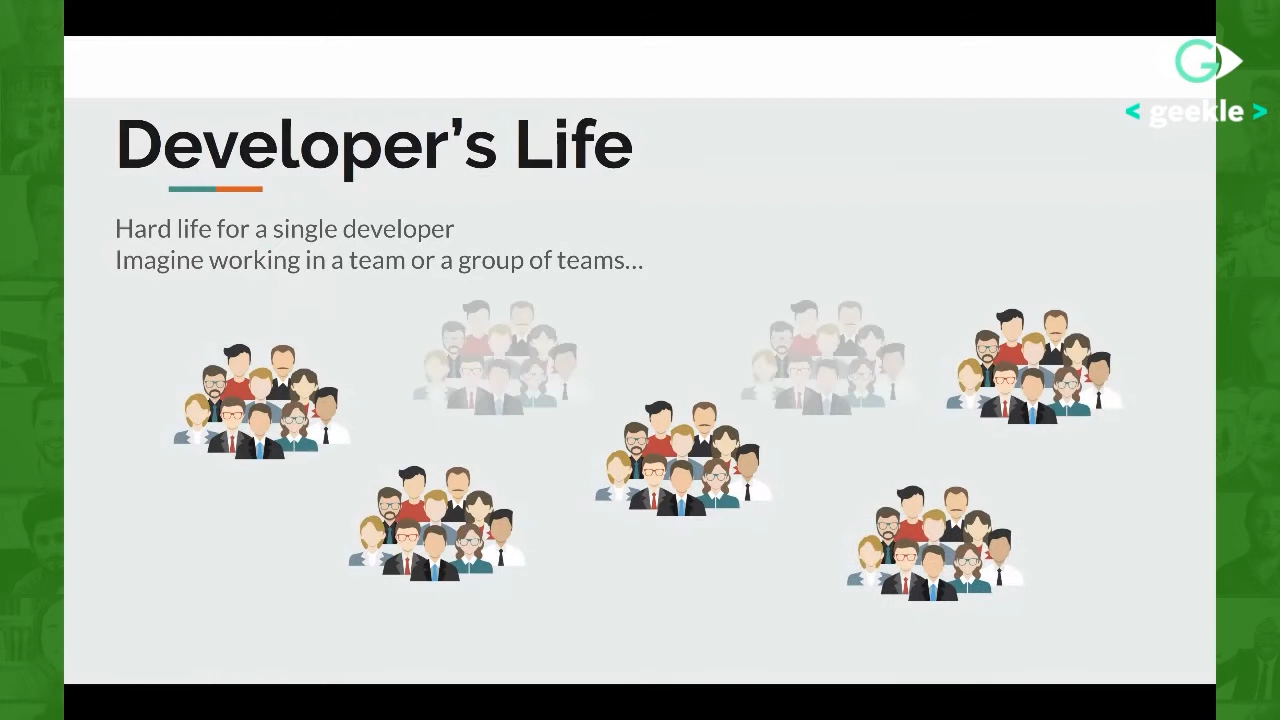 Developer’s Life
Hard life for a single developer
Imagine working in a team or a group of teams...
G
< geekle >